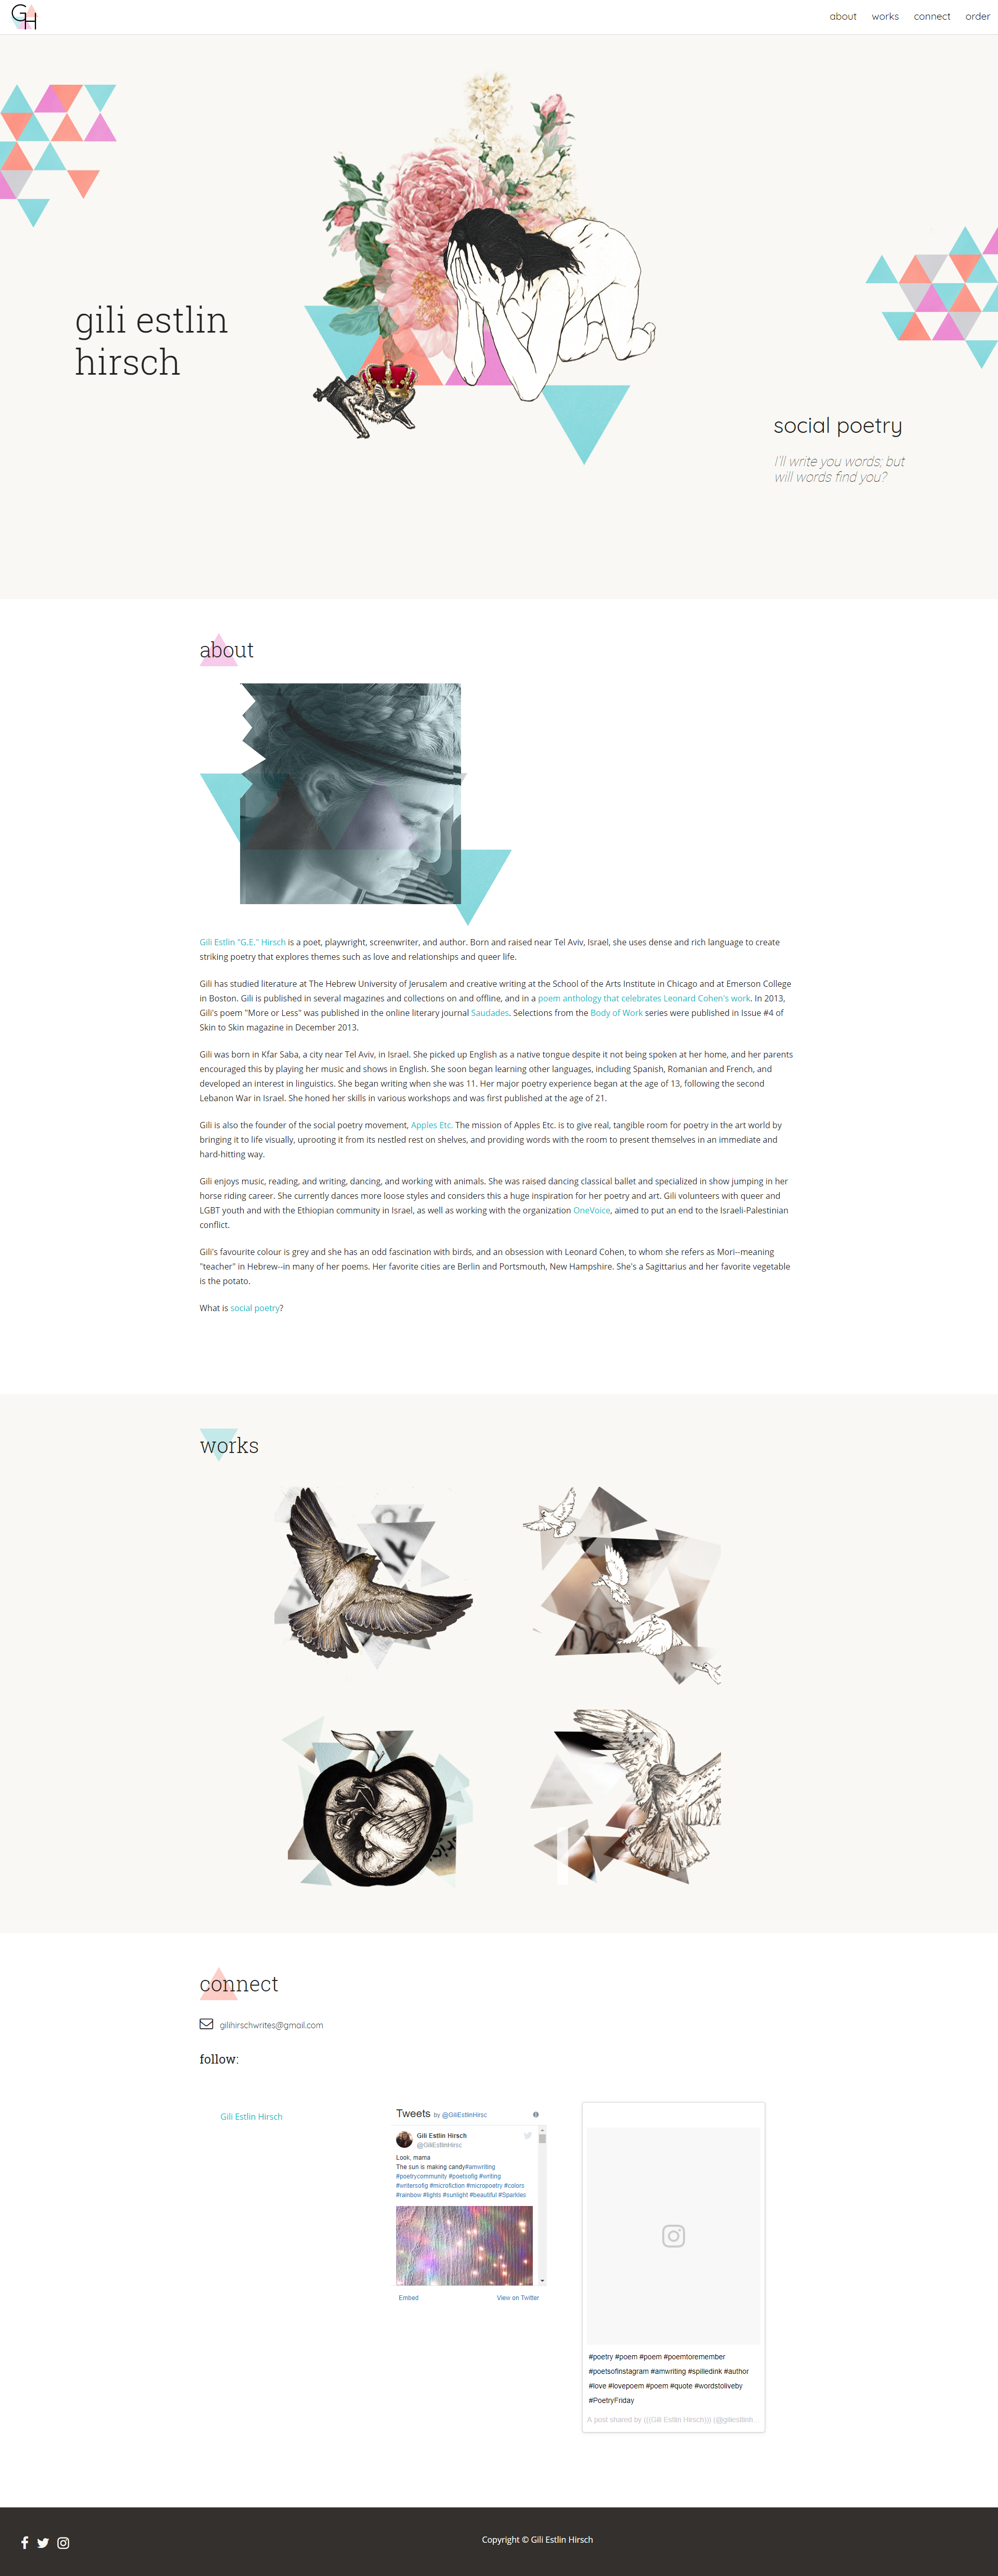 GH
about works connect order
gili estlin
hirsch
social poetry
I'll write you words; but
will words find you?
about
Gili Estlin "G.E." Hirsch is a poet, playwright, screenwriter, and author. Born and raised near Tel Aviv, Israel, she uses dense and rich language to create
striking poetry that explores themes such as love and relationships and queer life.
Gili has studied literature at The Hebrew University of Jerusalem and creative writing at the School of the Arts Institute in Chicago and at Emerson College
in Boston. Gili is published in several magazines and collections on and offline, and in a poem anthology that celebrates Leonard Cohen's work. In 2013,
Gili's poem "More or Less" was published in the online literary journal Saudades. Selections from the Body of Work series were published in Issue #4 of
Skin to Skin magazine in December 2013.
Gili was born in Kfar Saba, a city near Tel Aviv, in Israel. She picked up English as a native tongue despite it not being spoken at her home, and her parents
encouraged this by playing her music and shows in English. She soon began learning other languages, including Spanish, Romanian and French, and
developed an interest in linguistics. She began writing when she was 11. Her major poetry experience began at the age of 13, following the second
Lebanon War in Israel. She honed her skills in various workshops and was first published at the age of 21.
Gili is also the founder of the social poetry movement, Apples Etc. The mission of Apples Etc. is to give real, tangible room for poetry in the art world by
bringing it to life visually, uprooting it from its nestled rest on shelves, and providing words with the room to present themselves in an immediate and
hard-hitting way.
Gili enjoys music, reading, and writing, dancing, and working with animals. She was raised dancing classical ballet and specialized in show jumping in her
horse riding career. She currently dances more loose styles and considers this a huge inspiration for her poetry and art. Gili volunteers with queer and
LGBT youth and with the Ethiopian community in Israel, as well as working with the organization OneVoice, aimed to put an end to the Israeli-Palestinian
conflict.
Gili's favourite colour is grey and she has an odd fascination with birds, and an obsession with Leonard Cohen, to whom she refers as Mori--meaning
"teacher" in Hebrew--in many of her poems. Her favorite cities are Berlin and Portsmouth, New Hampshire. She's a Sagittarius and her favorite vegetable
is the potato.
What is social poetry?
works
connect
gilihirschwrites@gmail.com
follow:
Gili Estlin Hirsch
Tweets by @GiliEstlinHirsc
Gili Estlin Hirsch
@GiliEstlinHirsc
Look, mama
The sun is making candy#amwriting
#poetrycommunity #poetsofig #writing
#writersofig #microfiction #micropoetry #colors
#rainbow #lights #sunlight #beautiful #Sparkles
Embed View on Twitter
#poetry #poem #poem #poemtoremember
#poetsofinstagram #amwriting #spilledink #author
#love #lovepoem #poem #quote #wordstoliveby
#PoetryFriday
A post shared by (((Gili Estlin Hirsch))) (@giliestlinh...
Copyright © Gili Estlin Hirsch